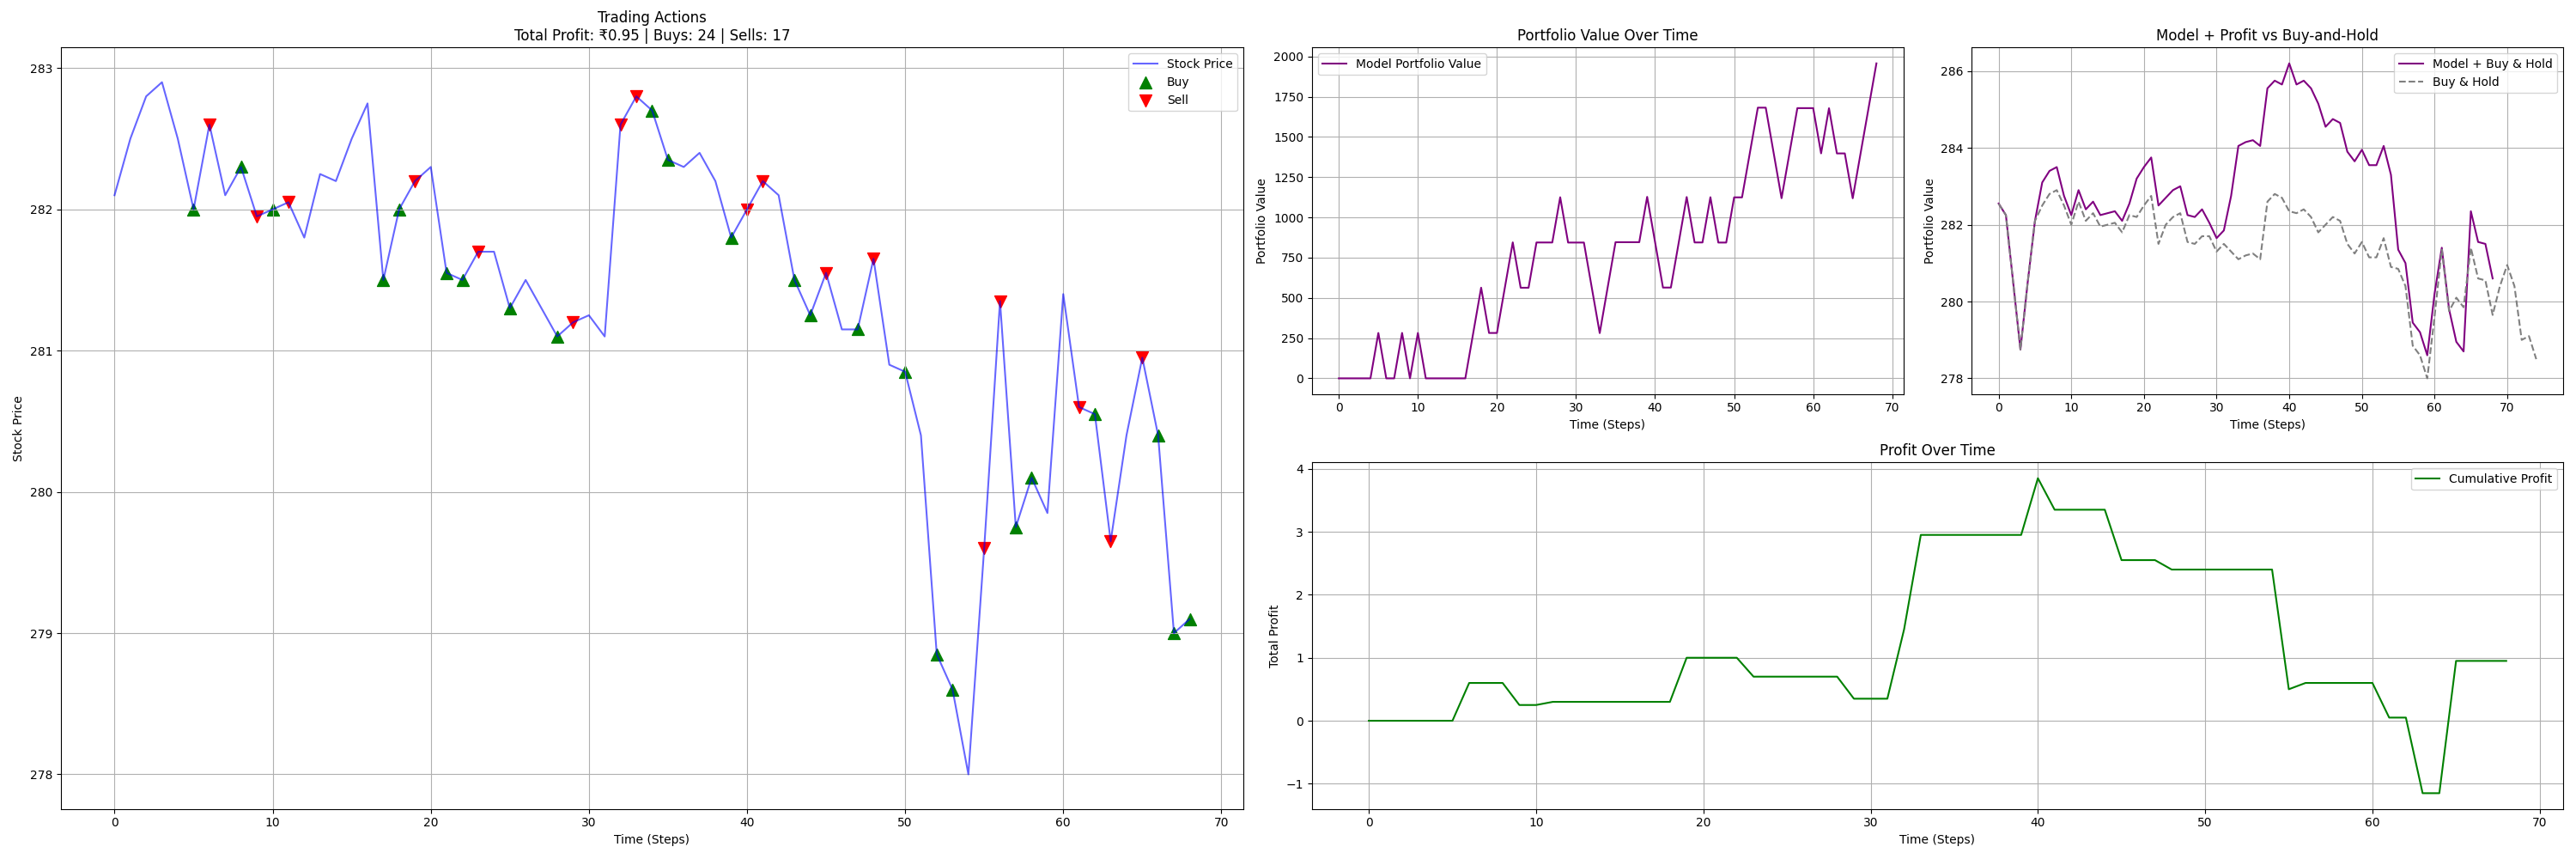 Trading Actions
Total Profit: ₹0.95 | Buys: 24 | Sells: 17
Stock Price
Buy
Sell
283
282
281
280
279
278
Stock Price
0 10 20 30 40 50 60 70
Time (Steps)
Portfolio Value Over Time
Model Portfolio Value
2000
1750
1500
1250
1000
750
500
250
0
Portfolio Value
0 10 20 30 40 50 60 70
Time (Steps)
Model + Profit vs Buy-and-Hold
Model + Buy & Hold
Buy & Hold
286
284
282
280
278
Portfolio Value
0 10 20 30 40 50 60 70
Time (Steps)
Profit Over Time
Cumulative Profit
4
3
2
1
0
−1
Total Profit
0 10 20 30 40 50 60 70
Time (Steps)